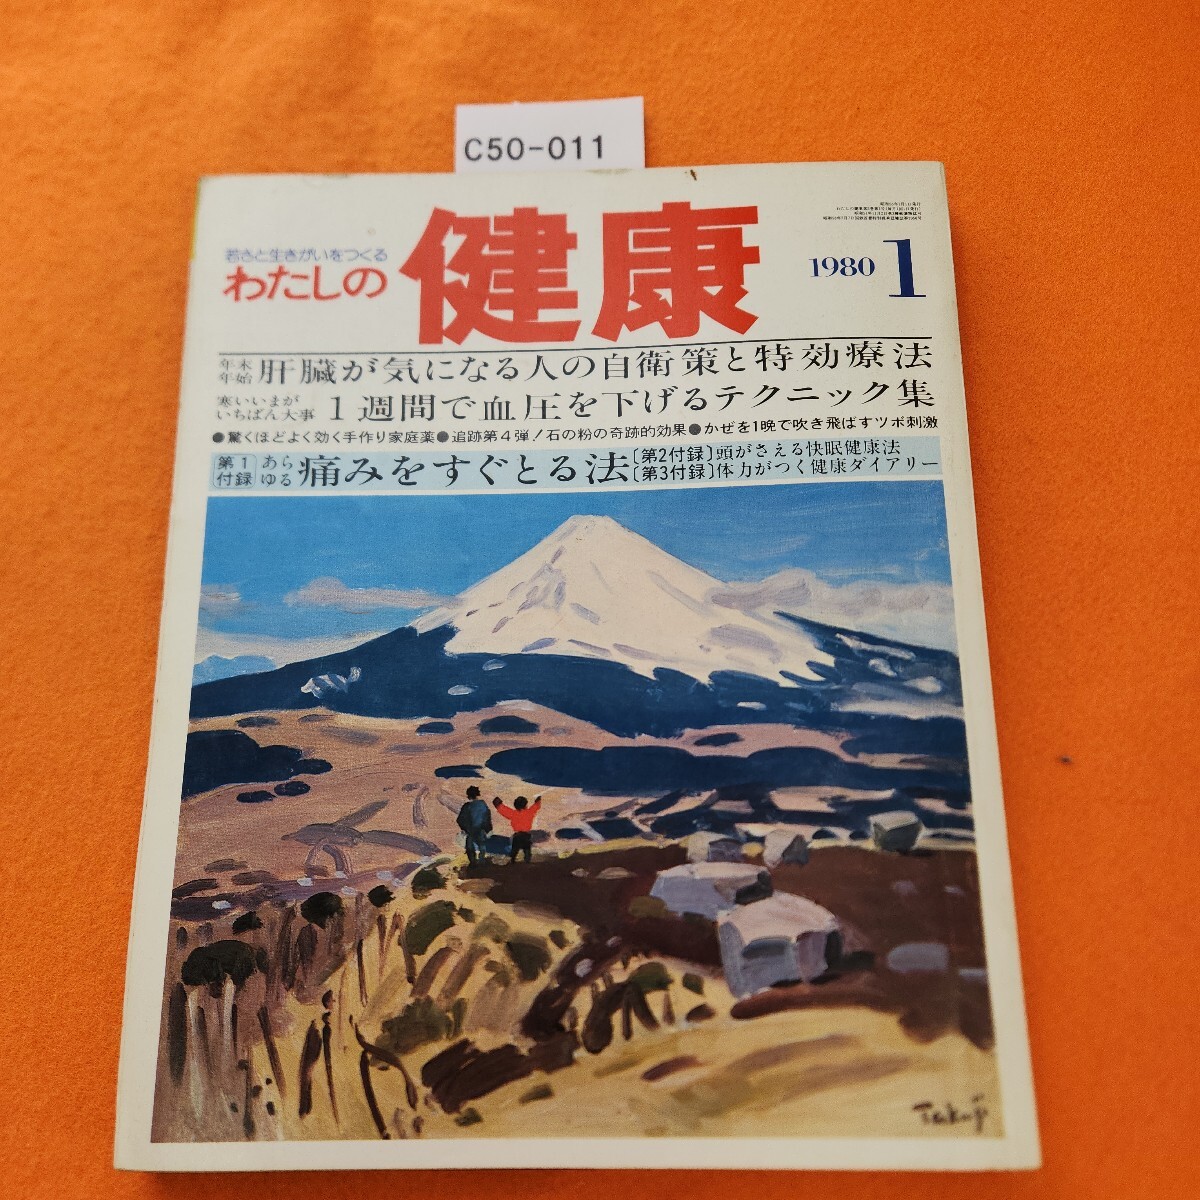 C50-011
若さと生きがいをつくる
わたしの
健康
1980 1
年末年始 肝臓が気になる人の自衛策と特効療法
寒いいまがいちばん大事 1週間で血圧を下げるテクニック集
●驚くほどよく効く手作り家庭薬●追跡第4弾!石の粉の奇跡的効果●かぜを1晩で吹き飛ばすツボ刺激
第1付録 あらゆる 痛みをすぐとる法
〔第2付録〕頭がさえる快眠健康法
〔第3付録〕体力がつく健康ダイアリー
Takuji